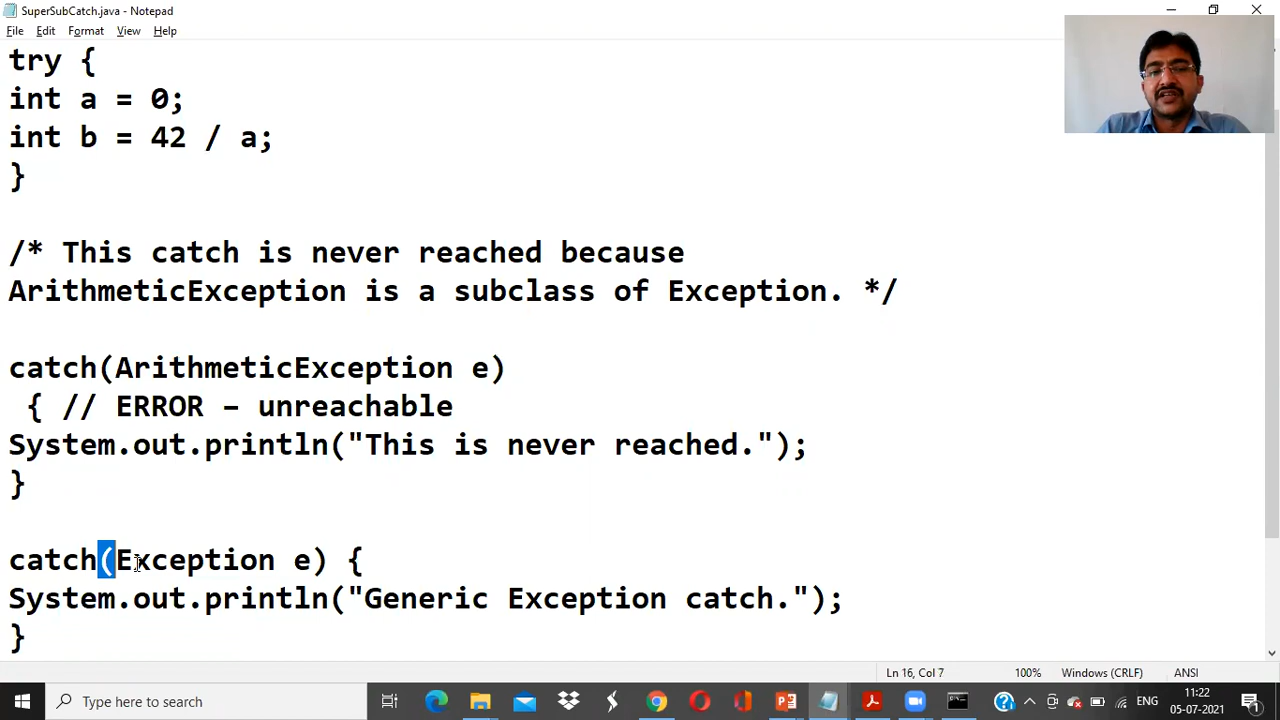 SuperSubCatch.java - Notepad
File Edit Format View Help
try {
int a = 0;
int b = 42 / a;
}
/* This catch is never reached because
ArithmeticException is a subclass of Exception. */
catch(ArithmeticException e)
{ // ERROR – unreachable
System.out.println("This is never reached.");
}
catch(Exception e) {
System.out.println("Generic Exception catch.");
}
Ln 16, Col 7 100% Windows (CRLF) ANSI
Type here to search
ENG
11:22
05-07-2021
1